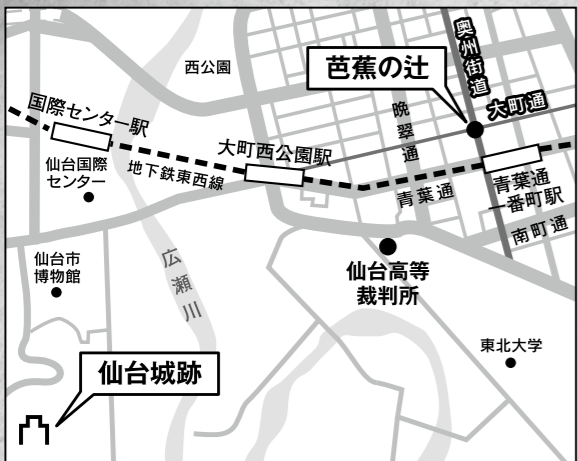 西公園
芭蕉の辻
奥州街道
大町通
国際センター駅
仙台国際
センター
地下鉄東西線
大町西公園駅
晩翠通
青葉通
青葉通
一番町駅
南町通
仙台市
博物館
広瀬川
仙台高等
裁判所
東北大学
仙台城跡